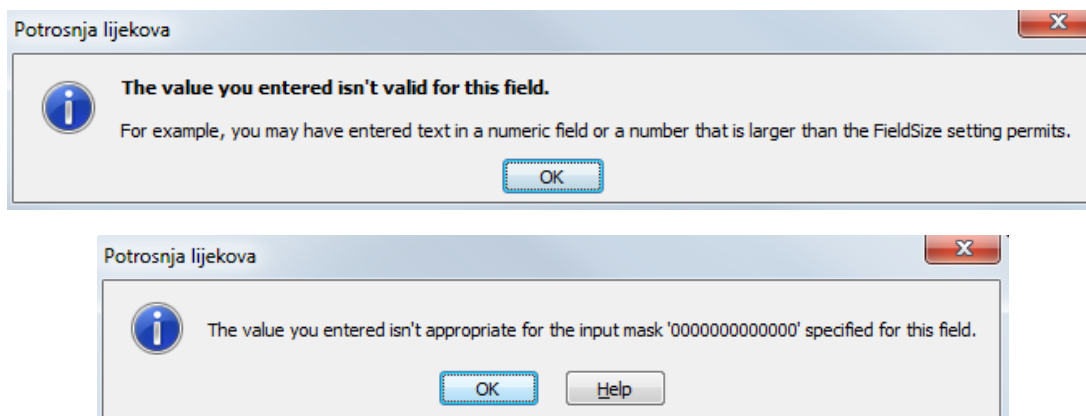 Potrosnja lijekova
The value you entered isn't valid for this field.
For example, you may have entered text in a numeric field or a number that is larger than the FieldSize setting permits.
OK
Potrosnja lijekova
The value you entered isn't appropriate for the input mask '0000000000000' specified for this field.
OK Help